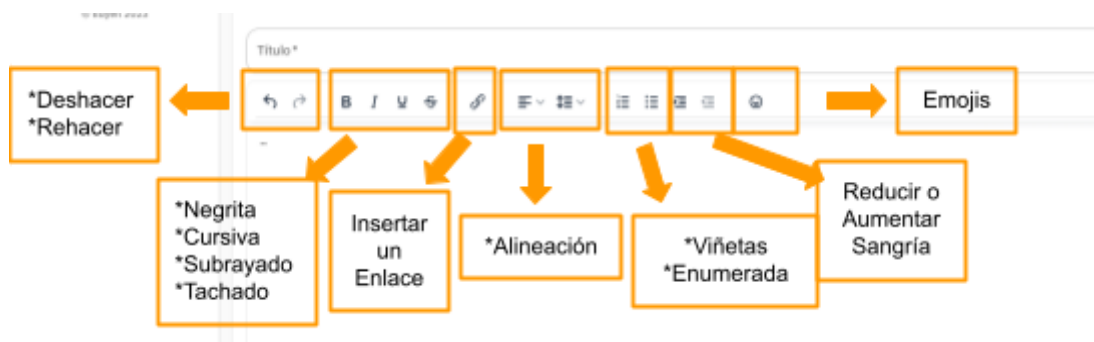 Título*
*Deshacer
*Rehacer
B I U S
Emojis
*Negrita
*Cursiva
*Subrayado
*Tachado
Insertar
un
Enlace
*Alineación
*Viñetas
*Enumerada
Reducir o
Aumentar
Sangría